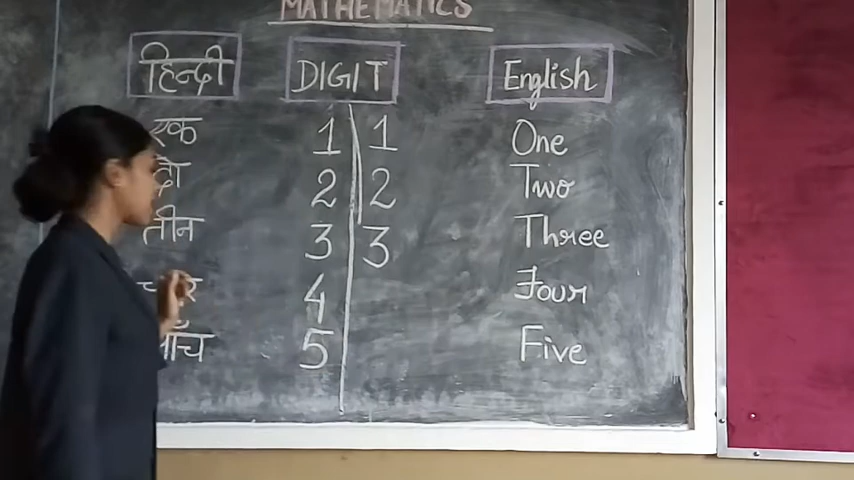 MATHEMATICS
हिन्दी DIGIT English
एक 1 1 One
दो 2 2 Two
तीन 3 3 Three
4 Four
5 Five